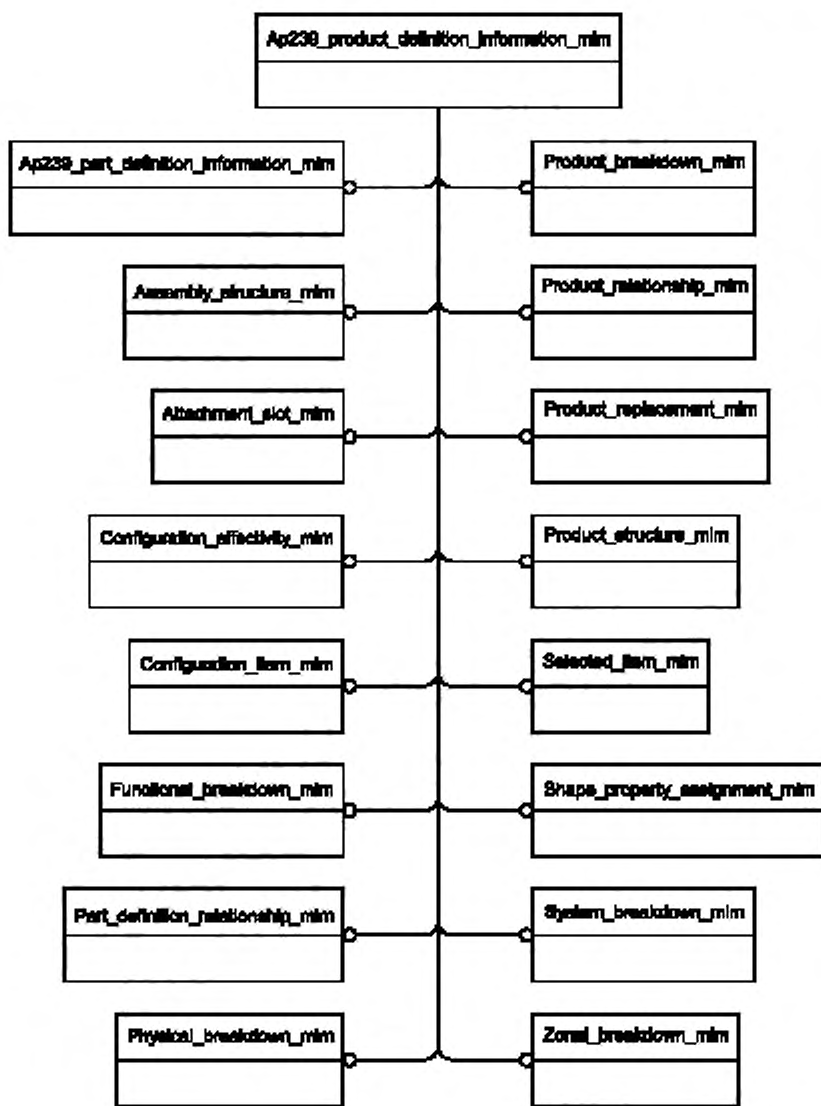 Ap239_product_definition_information_mim
Ap239_part_definition_information_mim
Product_breakdown_mim
Assembly_structure_mim
Product_relationship_mim
Attachment_slot_mim
Product_replacement_mim
Configuration_effectivity_mim
Product_structure_mim
Configuration_item_mim
Selected_item_mim
Functional_breakdown_mim
Shape_property_assignment_mim
Part_definition_relationship_mim
System_breakdown_mim
Physical_breakdown_mim
Zonal_breakdown_mim